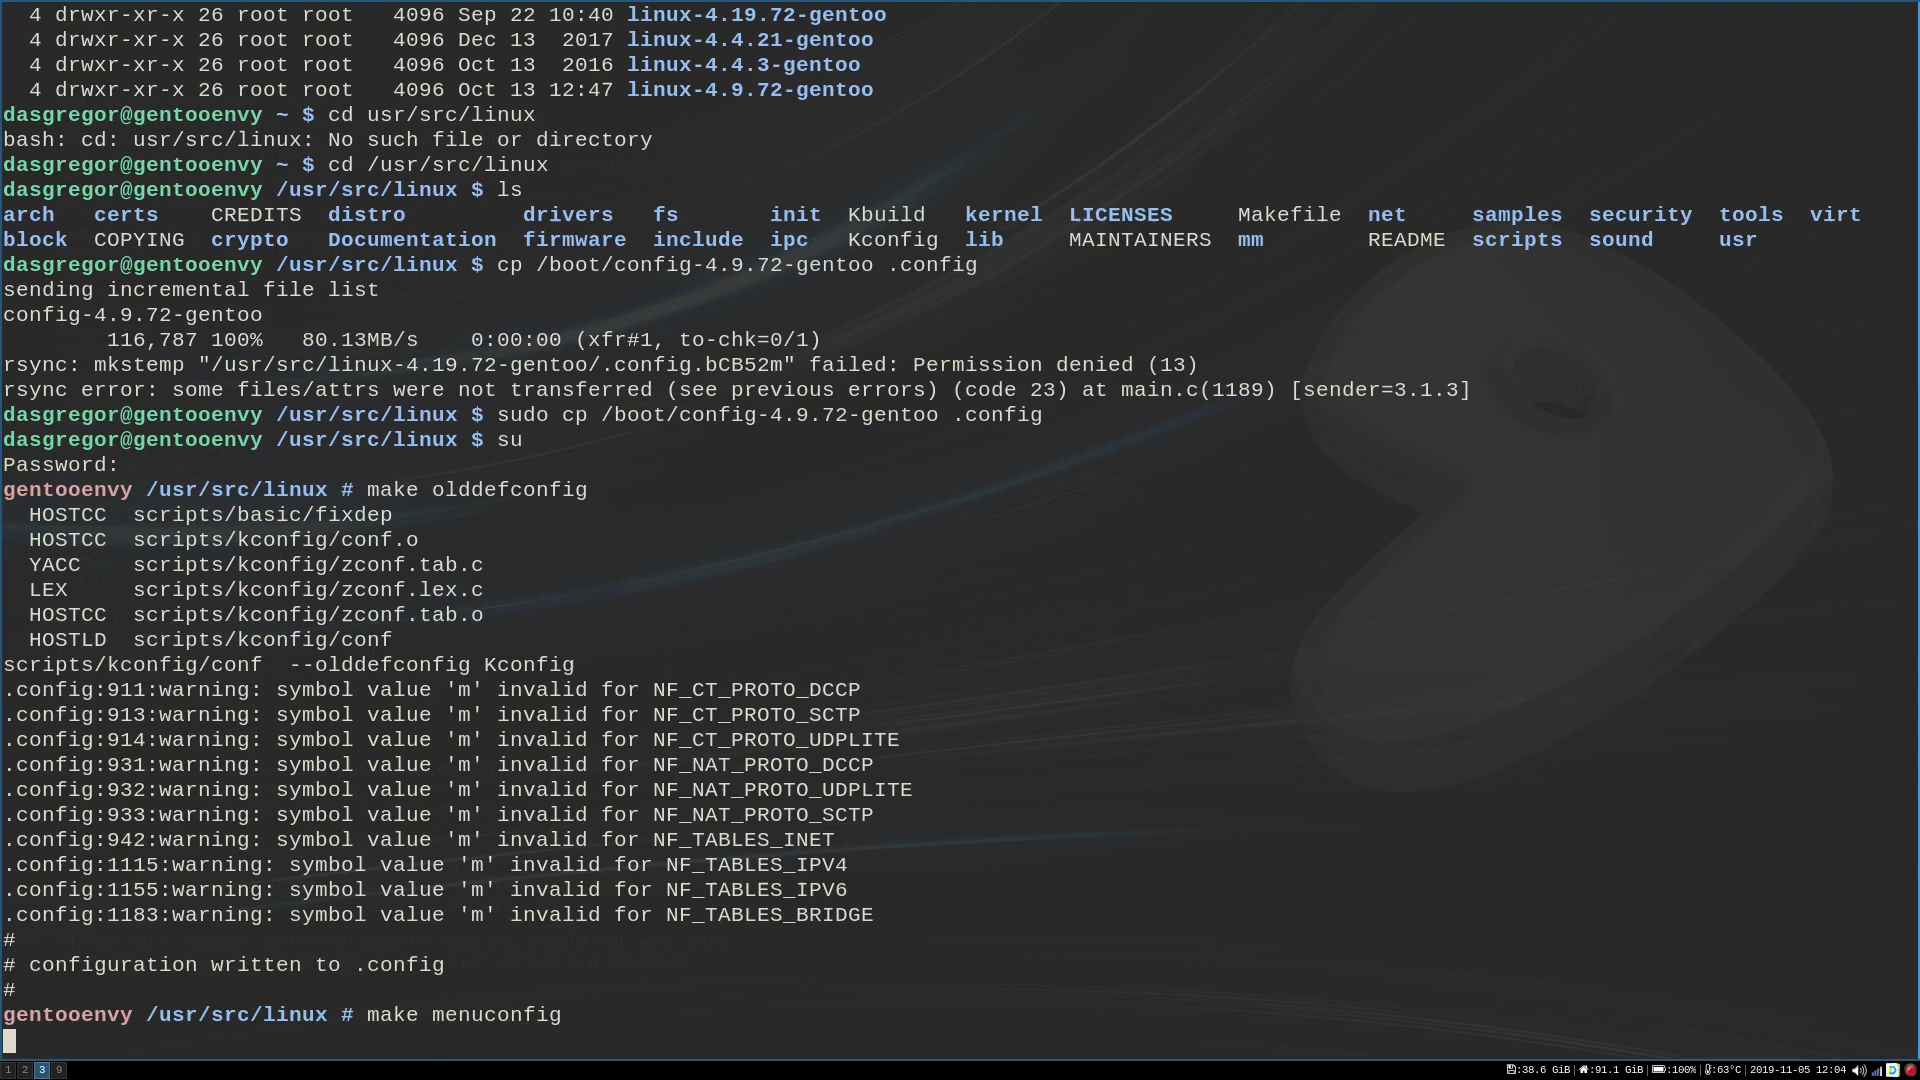 4 drwxr-xr-x 26 root root   4096 Sep 22 10:40 linux-4.19.72-gentoo
  4 drwxr-xr-x 26 root root   4096 Dec 13  2017 linux-4.4.21-gentoo
  4 drwxr-xr-x 26 root root   4096 Oct 13  2016 linux-4.4.3-gentoo
  4 drwxr-xr-x 26 root root   4096 Oct 13 12:47 linux-4.9.72-gentoo
dasgregor@gentooenvy ~ $ cd usr/src/linux
bash: cd: usr/src/linux: No such file or directory
dasgregor@gentooenvy ~ $ cd /usr/src/linux
dasgregor@gentooenvy /usr/src/linux $ ls
arch   certs    CREDITS  distro         drivers   fs       init  Kbuild   kernel  LICENSES     Makefile  net     samples  security  tools  virt
block  COPYING  crypto   Documentation  firmware  include  ipc   Kconfig  lib     MAINTAINERS  mm        README  scripts  sound     usr
dasgregor@gentooenvy /usr/src/linux $ cp /boot/config-4.9.72-gentoo .config
sending incremental file list
config-4.9.72-gentoo
        116,787 100%   80.13MB/s    0:00:00 (xfr#1, to-chk=0/1)
rsync: mkstemp "/usr/src/linux-4.19.72-gentoo/.config.bCB52m" failed: Permission denied (13)
rsync error: some files/attrs were not transferred (see previous errors) (code 23) at main.c(1189) [sender=3.1.3]
dasgregor@gentooenvy /usr/src/linux $ sudo cp /boot/config-4.9.72-gentoo .config
dasgregor@gentooenvy /usr/src/linux $ su
Password:
gentooenvy /usr/src/linux # make olddefconfig
  HOSTCC  scripts/basic/fixdep
  HOSTCC  scripts/kconfig/conf.o
  YACC    scripts/kconfig/zconf.tab.c
  LEX     scripts/kconfig/zconf.lex.c
  HOSTCC  scripts/kconfig/zconf.tab.o
  HOSTLD  scripts/kconfig/conf
scripts/kconfig/conf  --olddefconfig Kconfig
.config:911:warning: symbol value 'm' invalid for NF_CT_PROTO_DCCP
.config:913:warning: symbol value 'm' invalid for NF_CT_PROTO_SCTP
.config:914:warning: symbol value 'm' invalid for NF_CT_PROTO_UDPLITE
.config:931:warning: symbol value 'm' invalid for NF_NAT_PROTO_DCCP
.config:932:warning: symbol value 'm' invalid for NF_NAT_PROTO_UDPLITE
.config:933:warning: symbol value 'm' invalid for NF_NAT_PROTO_SCTP
.config:942:warning: symbol value 'm' invalid for NF_TABLES_INET
.config:1115:warning: symbol value 'm' invalid for NF_TABLES_IPV4
.config:1155:warning: symbol value 'm' invalid for NF_TABLES_IPV6
.config:1183:warning: symbol value 'm' invalid for NF_TABLES_BRIDGE
#
# configuration written to .config
#
gentooenvy /usr/src/linux # make menuconfig
1 2 3 9 :38.6 GiB | :91.1 GiB | :100% | :63°C | 2019-11-05 12:04